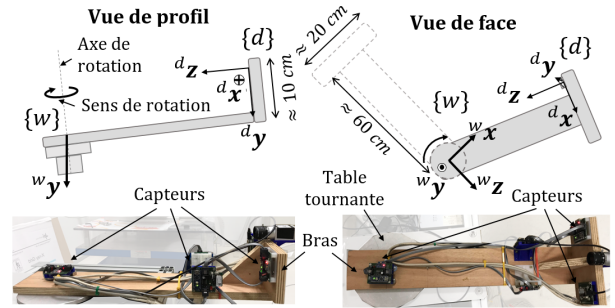 Vue de profil
Axe de
rotation
{w}
Sens de rotation
{d}
ᵈz
ᵈx
ᵈy
≈ 10 cm
ʷy
Vue de face
≈ 20 cm
≈ 60 cm
{w}
{d}
ᵈy
ᵈz
ᵈx
ʷx
ʷy
ʷz
Table
tournante
Capteurs
Bras
Capteurs